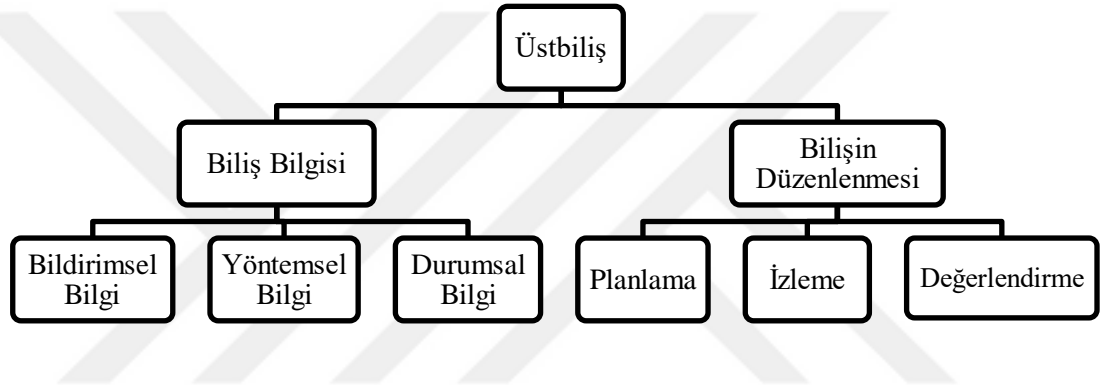 Üstbiliş
Biliş Bilgisi
Bilişin
Düzenlenmesi
Bildirimsel
Bilgi
Yöntemsel
Bilgi
Durumsal
Bilgi
Planlama
İzleme
Değerlendirme